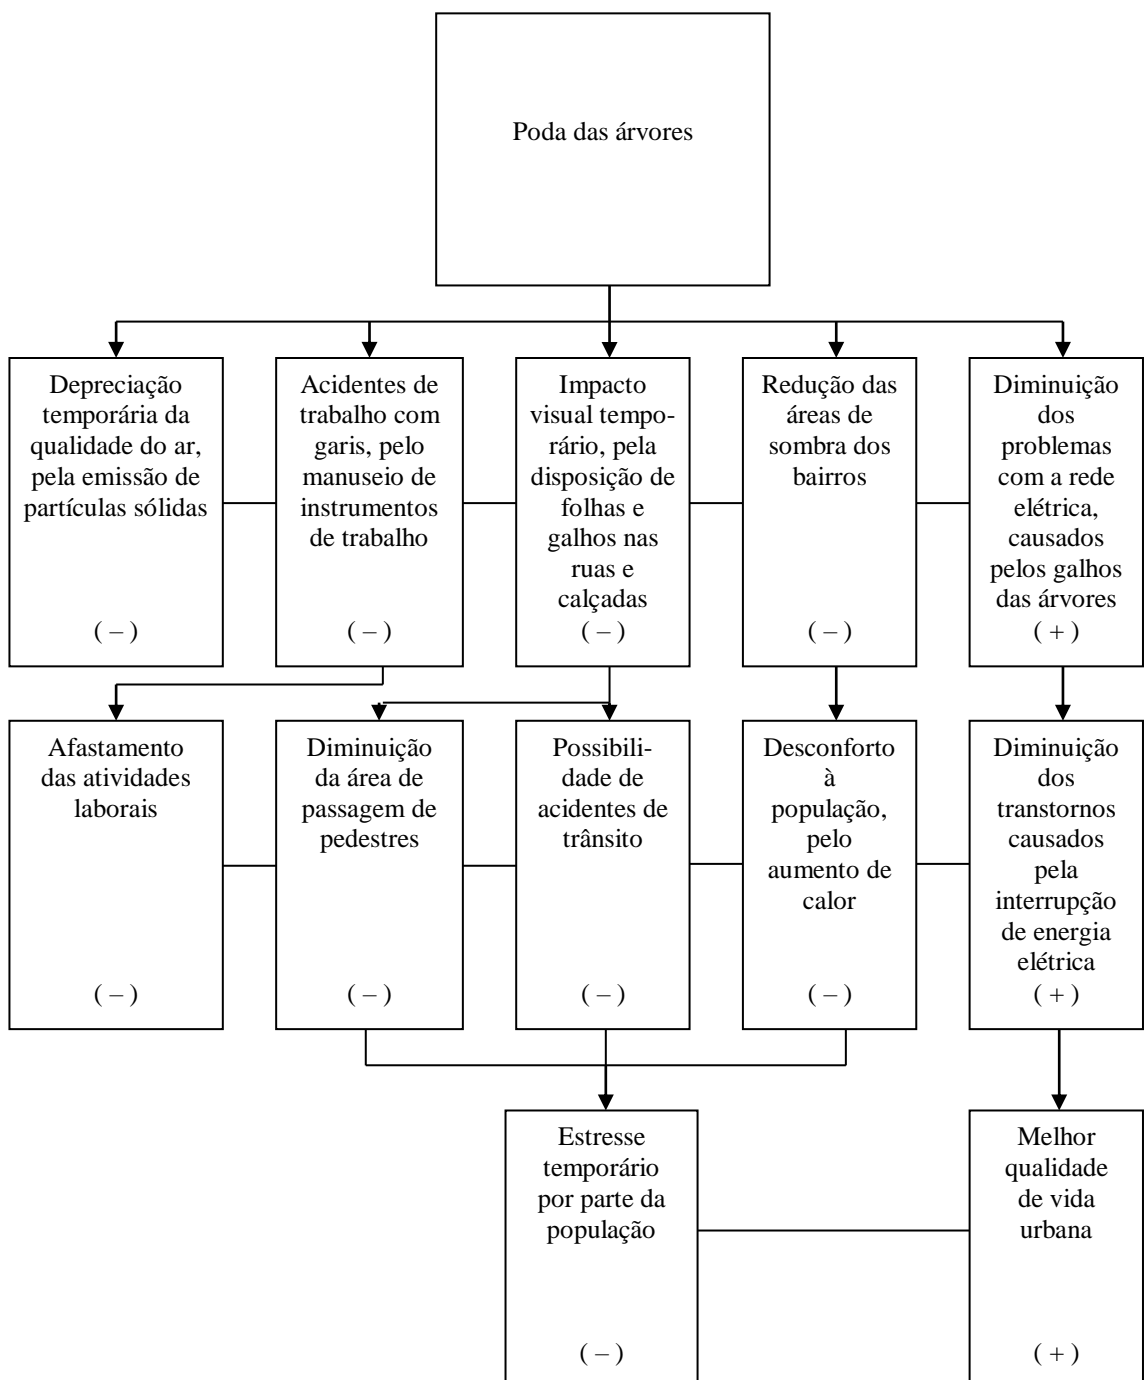 Poda das árvores
Depreciação
temporária da
qualidade do ar,
pela emissão de
partículas sólidas
( – )
Acidentes de
trabalho com
garis, pelo
manuseio de
instrumentos
de trabalho
( – )
Impacto
visual tempo-
rário, pela
disposição de
folhas e
galhos nas
ruas e
calçadas
( – )
Redução das
áreas de
sombra dos
bairros
( – )
Diminuição
dos
problemas
com a rede
elétrica,
causados
pelos galhos
das árvores
( + )
Afastamento
das atividades
laborais
( – )
Diminuição
da área de
passagem de
pedestres
( – )
Possibili-
dade de
acidentes de
trânsito
( – )
Desconforto
à
população,
pelo
aumento de
calor
( – )
Diminuição
dos
transtornos
causados
pela
interrupção
de energia
elétrica
( + )
Estresse
temporário
por parte da
população
( – )
Melhor
qualidade
de vida
urbana
( + )